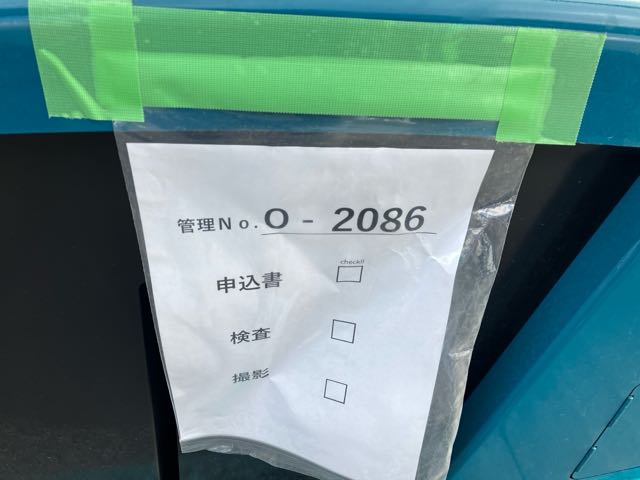 管理No. O - 2086
check!!
申込書 □
検査 □
撮影 □